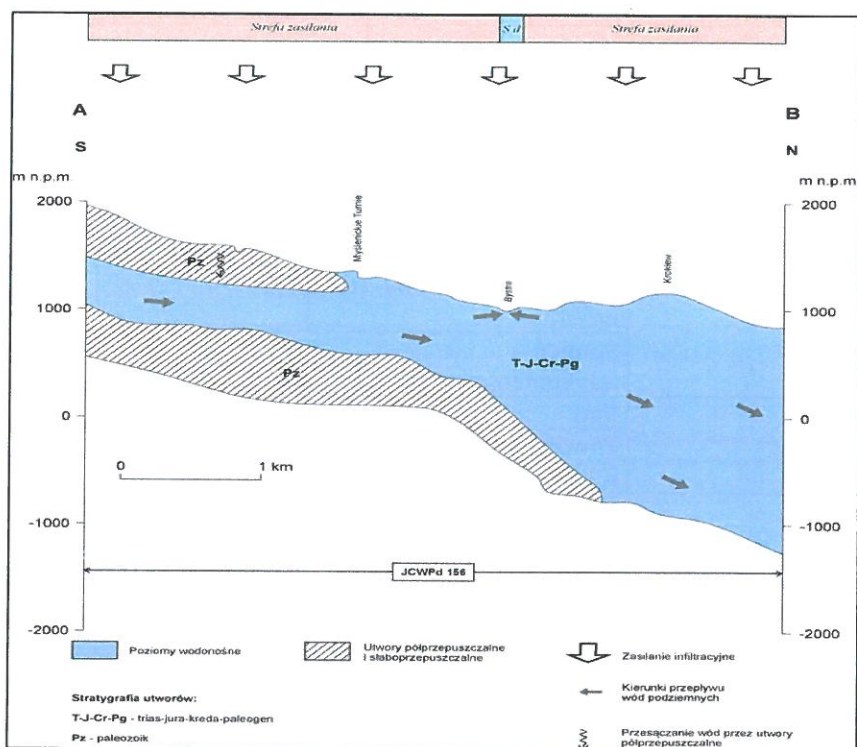 Strefa zasilania S d Strefa zasilania
A B
S N
m n.p.m. m n.p.m.
2000 2000
Myślenickie Turnie
Bystra
Krokiew
Pz
1000 1000
T-J-Cr-Pg
Pz
0 0
0 1 km
-1000 -1000
JCWPd 156
-2000 -2000
Poziomy wodonośne
Utwory półprzepuszczalne
i słaboprzepuszczalne
Zasilanie infiltracyjne
Kierunki przepływu
wód podziemnych
Stratygrafia utworów:
T-J-Cr-Pg - trias-jura-kreda-paleogen
Pz - paleozoik
Przesączanie wód przez utwory
półprzepuszczalne